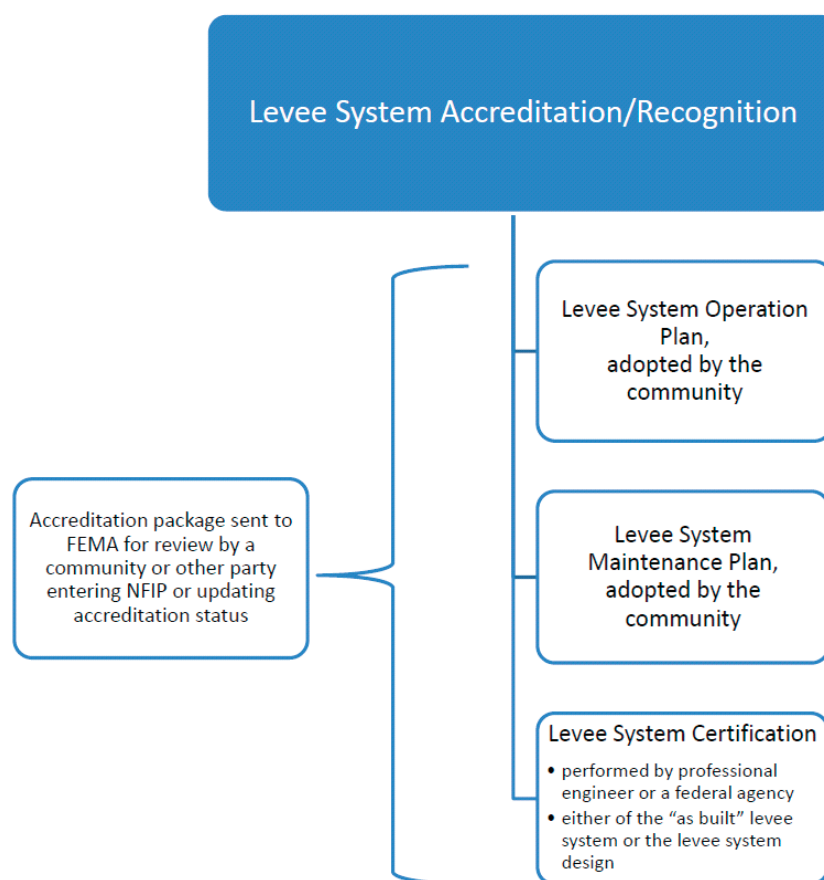 Levee System Accreditation/Recognition
Levee System Operation
Plan,
adopted by the
community
Accreditation package sent to
FEMA for review by a
community or other party
entering NFIP or updating
accreditation status
Levee System
Maintenance Plan,
adopted by the
community
Levee System Certification
• performed by professional
engineer or a federal agency
• either of the “as built” levee
system or the levee system
design